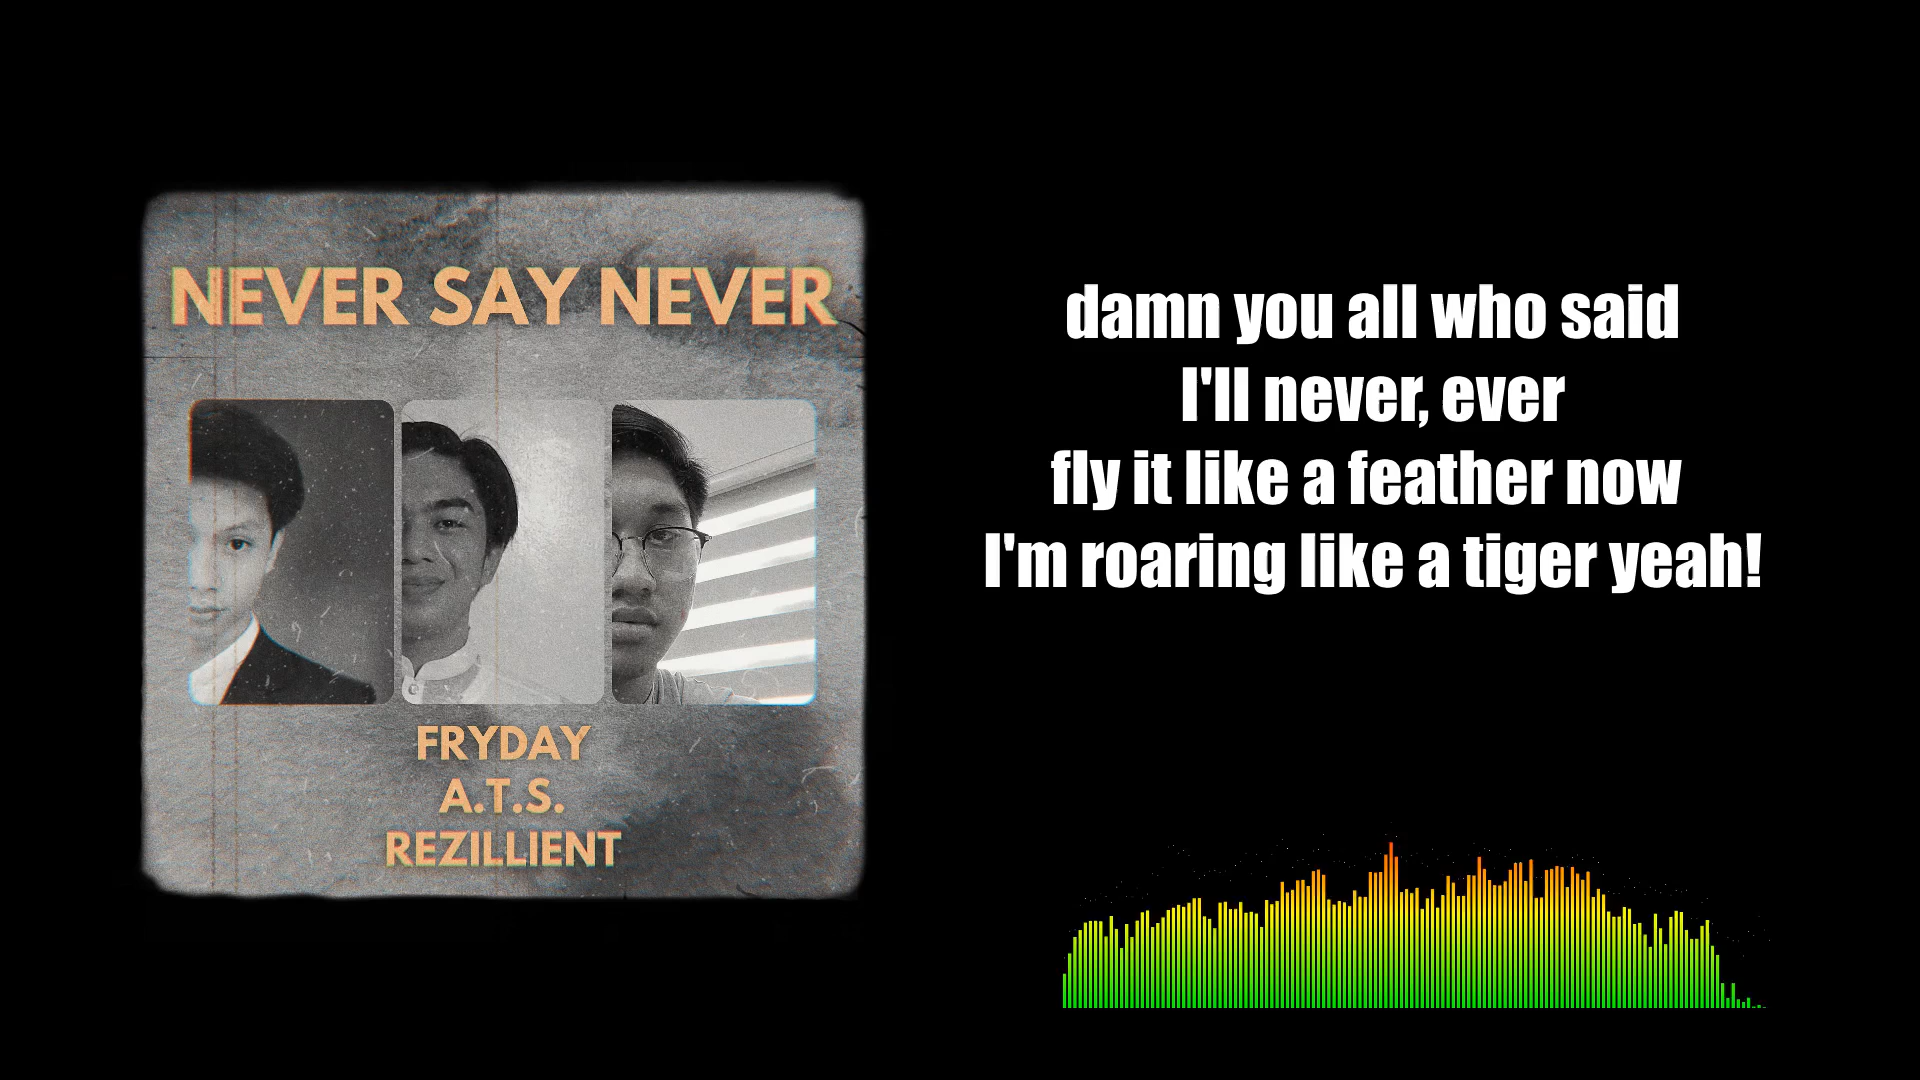 NEVER SAY NEVER
FRYDAY
A.T.S.
REZILLIENT
damn you all who said
I'll never, ever
fly it like a feather now
I'm roaring like a tiger yeah!